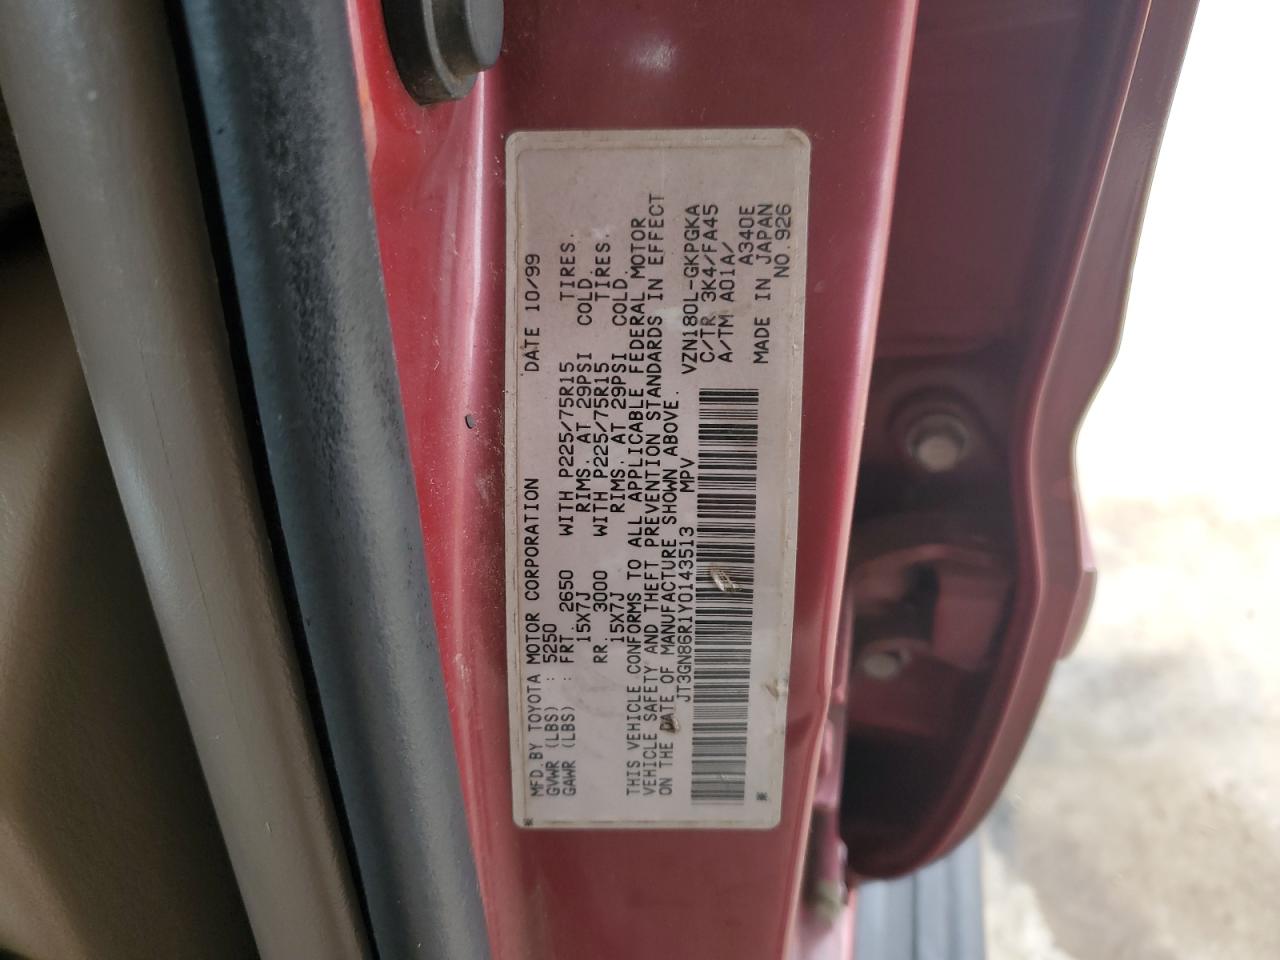 MFD.BY TOYOTA MOTOR CORPORATION DATE 10/99
GVWR (LBS) : 5250
GAWR (LBS) : FRT. 2650 WITH P225/75R15 TIRES.
15X7J RIMS. AT 29PSI COLD.
RR. 3000 WITH P225/75R15 TIRES.
15X7J RIMS. AT 29PSI COLD.
THIS VEHICLE CONFORMS TO ALL APPLICABLE FEDERAL MOTOR
VEHICLE SAFETY AND THEFT PREVENTION STANDARDS IN EFFECT
ON THE DATE OF MANUFACTURE SHOWN ABOVE.
JT3GN86R1Y0143513 MPV VZN180L-GKPGKA
C/TR 3K4/FA45
A/TM A01A/
A340E
* MADE IN JAPAN
NO.926